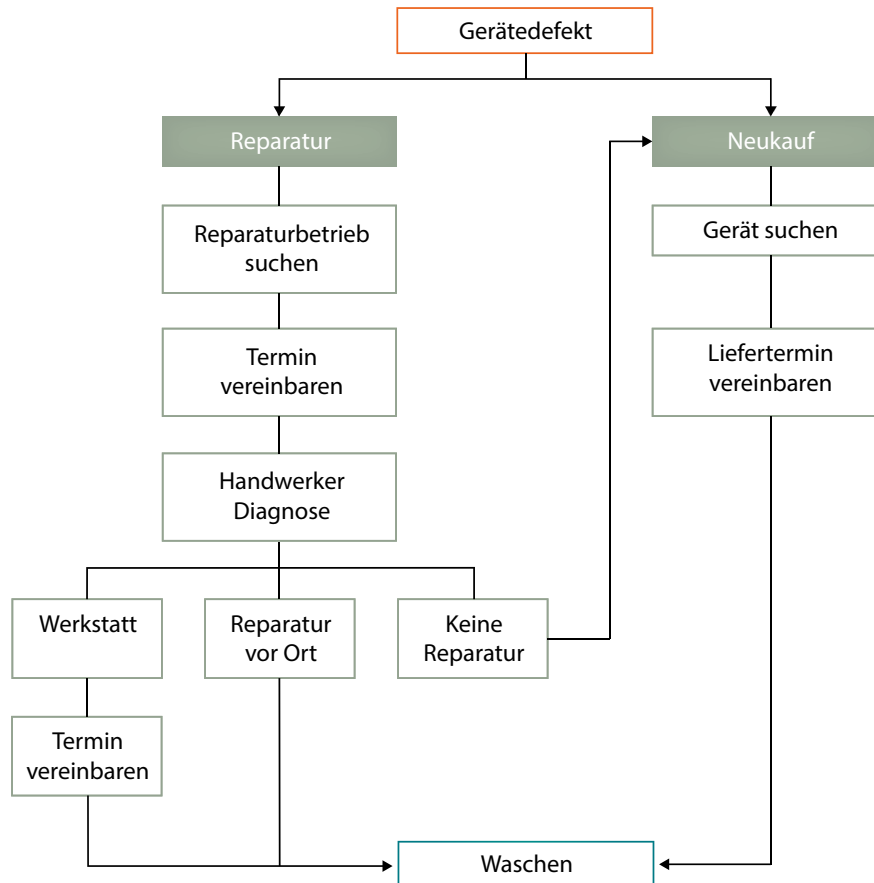 Gerätedefekt
Reparatur
Neukauf
Reparaturbetrieb
suchen
Gerät suchen
Termin
vereinbaren
Liefertermin
vereinbaren
Handwerker
Diagnose
Werkstatt
Reparatur
vor Ort
Keine
Reparatur
Termin
vereinbaren
Waschen